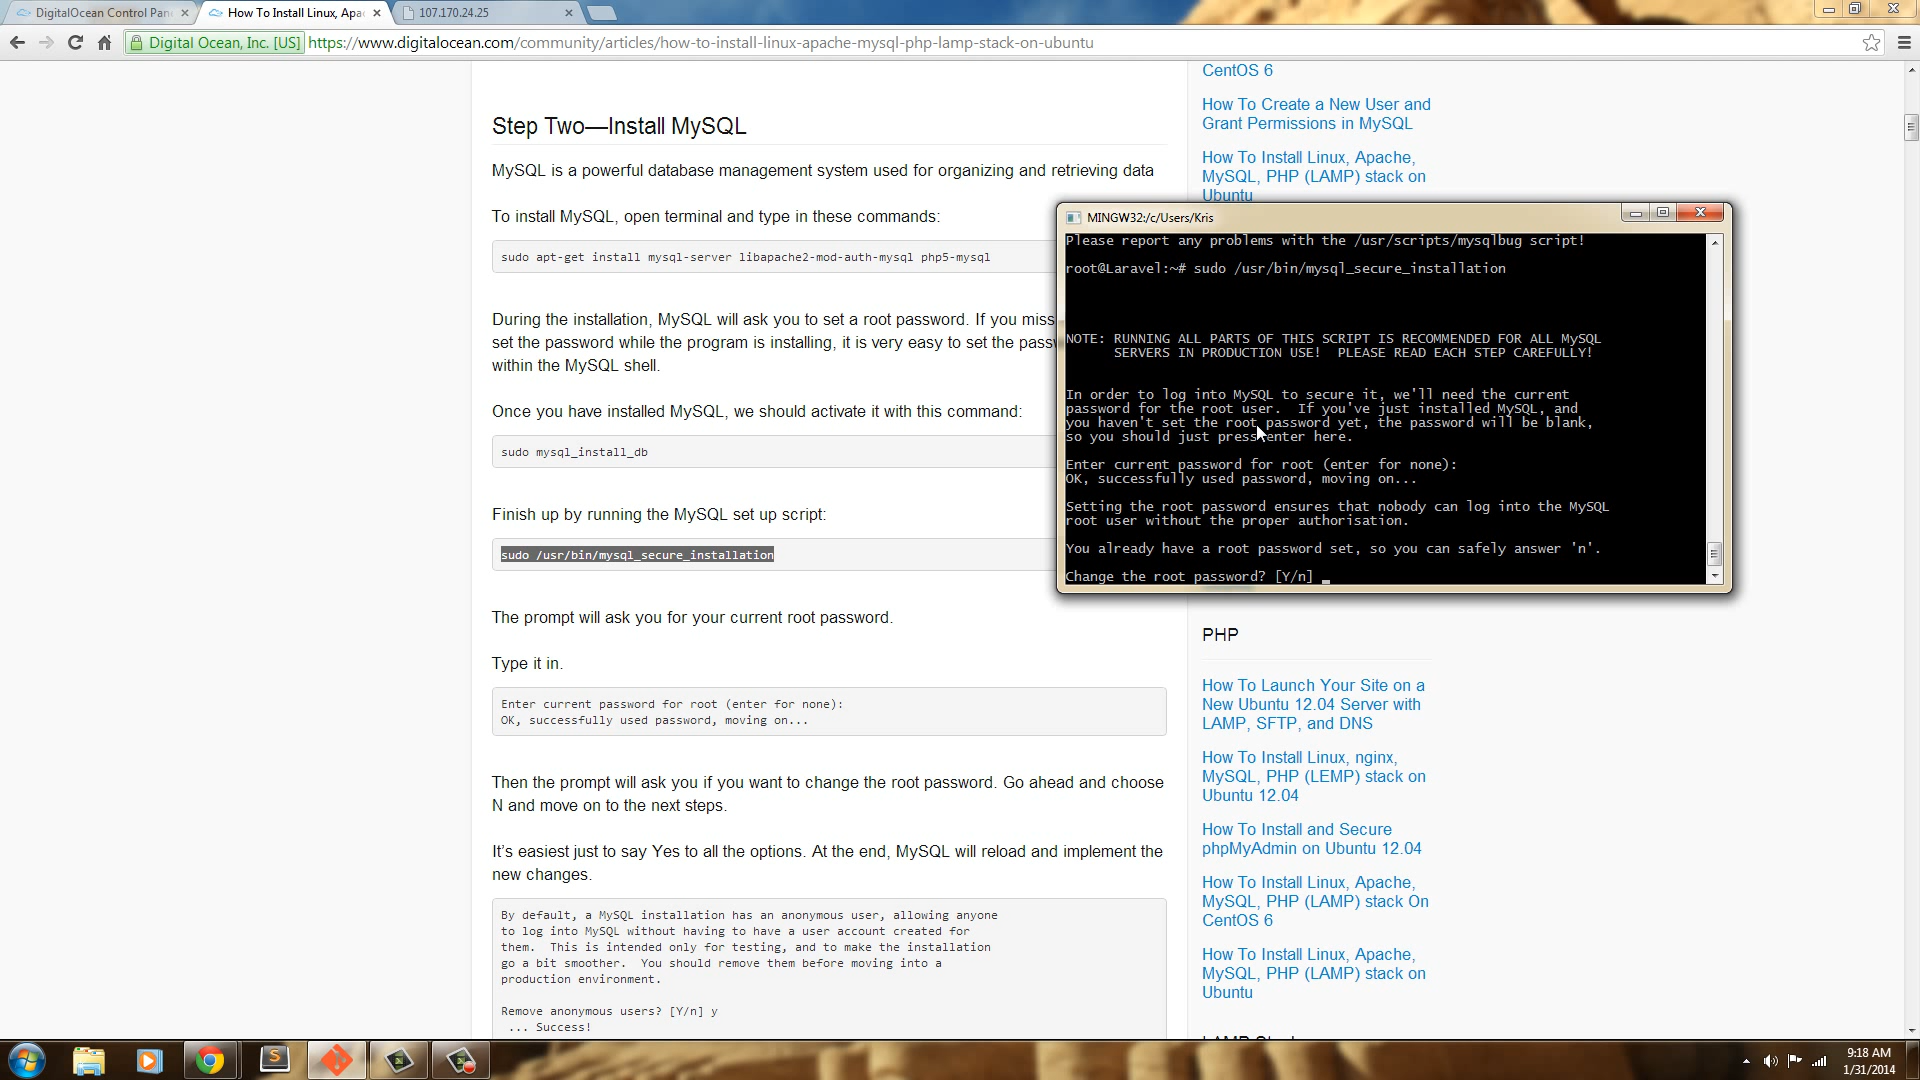 DigitalOcean Control Pan
How To Install Linux, Apa
107.170.24.25
Digital Ocean, Inc. [US]
https://www.digitalocean.com/community/articles/how-to-install-linux-apache-mysql-php-lamp-stack-on-ubuntu
Step Two—Install MySQL
MySQL is a powerful database management system used for organizing and retrieving data
To install MySQL, open terminal and type in these commands:
sudo apt-get install mysql-server libapache2-mod-auth-mysql php5-mysql
During the installation, MySQL will ask you to set a root password. If you miss
set the password while the program is installing, it is very easy to set the passw
within the MySQL shell.
Once you have installed MySQL, we should activate it with this command:
sudo mysql_install_db
Finish up by running the MySQL set up script:
sudo /usr/bin/mysql_secure_installation
The prompt will ask you for your current root password.
Type it in.
Enter current password for root (enter for none):
OK, successfully used password, moving on...
Then the prompt will ask you if you want to change the root password. Go ahead and choose
N and move on to the next steps.
It's easiest just to say Yes to all the options. At the end, MySQL will reload and implement the
new changes.
By default, a MySQL installation has an anonymous user, allowing anyone
to log into MySQL without having to have a user account created for
them.  This is intended only for testing, and to make the installation
go a bit smoother.  You should remove them before moving into a
production environment.
Remove anonymous users? [Y/n] y
... Success!
CentOS 6
How To Create a New User and
Grant Permissions in MySQL
How To Install Linux, Apache,
MySQL, PHP (LAMP) stack on
Ubuntu
MINGW32:/c/Users/Kris
Please report any problems with the /usr/scripts/mysqlbug script!
root@Laravel:~# sudo /usr/bin/mysql_secure_installation
NOTE: RUNNING ALL PARTS OF THIS SCRIPT IS RECOMMENDED FOR ALL MySQL
SERVERS IN PRODUCTION USE!  PLEASE READ EACH STEP CAREFULLY!
In order to log into MySQL to secure it, we'll need the current
password for the root user.  If you've just installed MySQL, and
you haven't set the root password yet, the password will be blank,
so you should just press enter here.
Enter current password for root (enter for none):
OK, successfully used password, moving on...
Setting the root password ensures that nobody can log into the MySQL
root user without the proper authorisation.
You already have a root password set, so you can safely answer 'n'.
Change the root password? [Y/n]
PHP
How To Launch Your Site on a
New Ubuntu 12.04 Server with
LAMP, SFTP, and DNS
How To Install Linux, nginx,
MySQL, PHP (LEMP) stack on
Ubuntu 12.04
How To Install and Secure
phpMyAdmin on Ubuntu 12.04
How To Install Linux, Apache,
MySQL, PHP (LAMP) stack On
CentOS 6
How To Install Linux, Apache,
MySQL, PHP (LAMP) stack on
Ubuntu
9:18 AM
1/31/2014